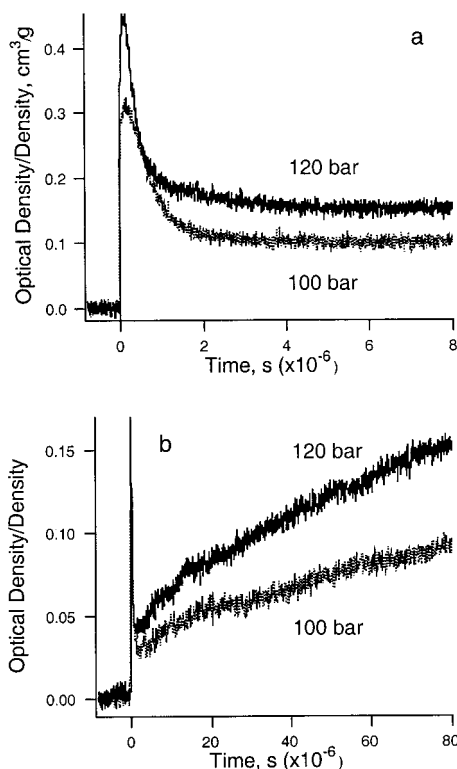 a
Optical Density/Density, cm³/g
0.4
0.3
0.2
0.1
0.0
120 bar
100 bar
0 2 4 6 8
Time, s (x10⁻⁶)
b
Optical Density/Density
0.15
0.10
0.05
0.00
120 bar
100 bar
0 20 40 60 80
Time, s (x10⁻⁶)